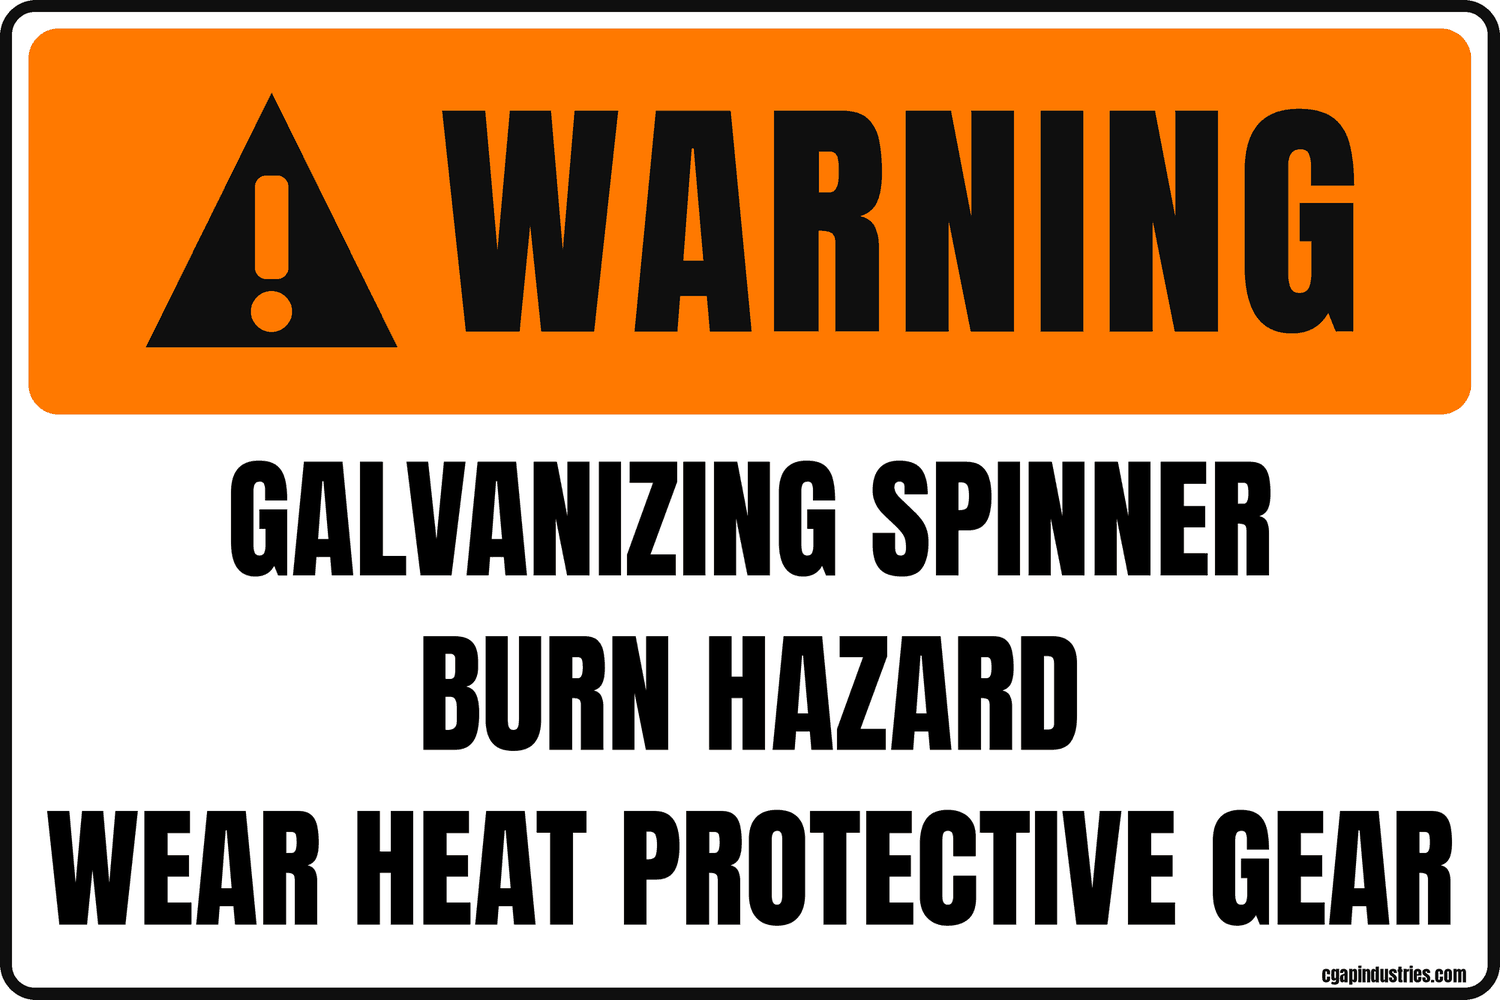 WARNING
GALVANIZING SPINNER
BURN HAZARD
WEAR HEAT PROTECTIVE GEAR
cgapindustries.com